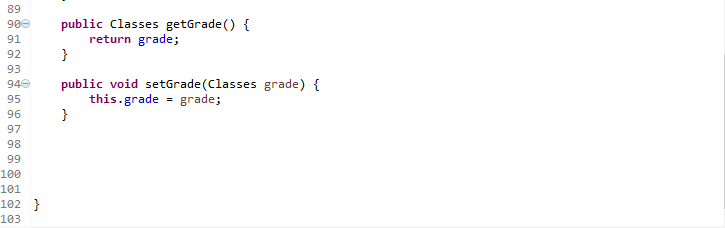 89
90 public Classes getGrade() {
91 return grade;
92 }
93
94 public void setGrade(Classes grade) {
95 this.grade = grade;
96 }
97
98
99
100
101
102 }
103